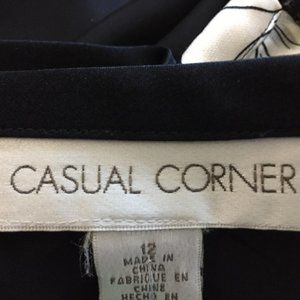 CASUAL CORNER
12
MADE IN
CHINA
FABRIQUE EN
CHINE
HECHO EN